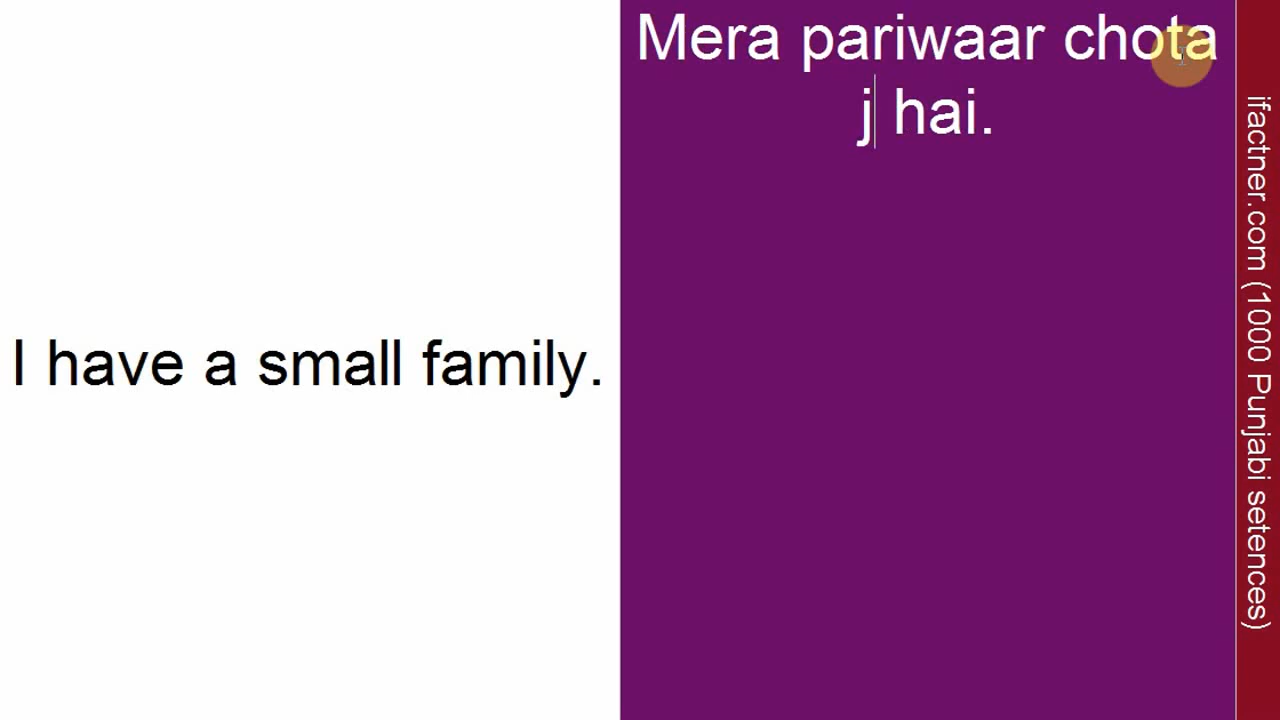 I have a small family.
Mera pariwaar chota
j hai.
ifactner.com (1000 Punjabi setences)